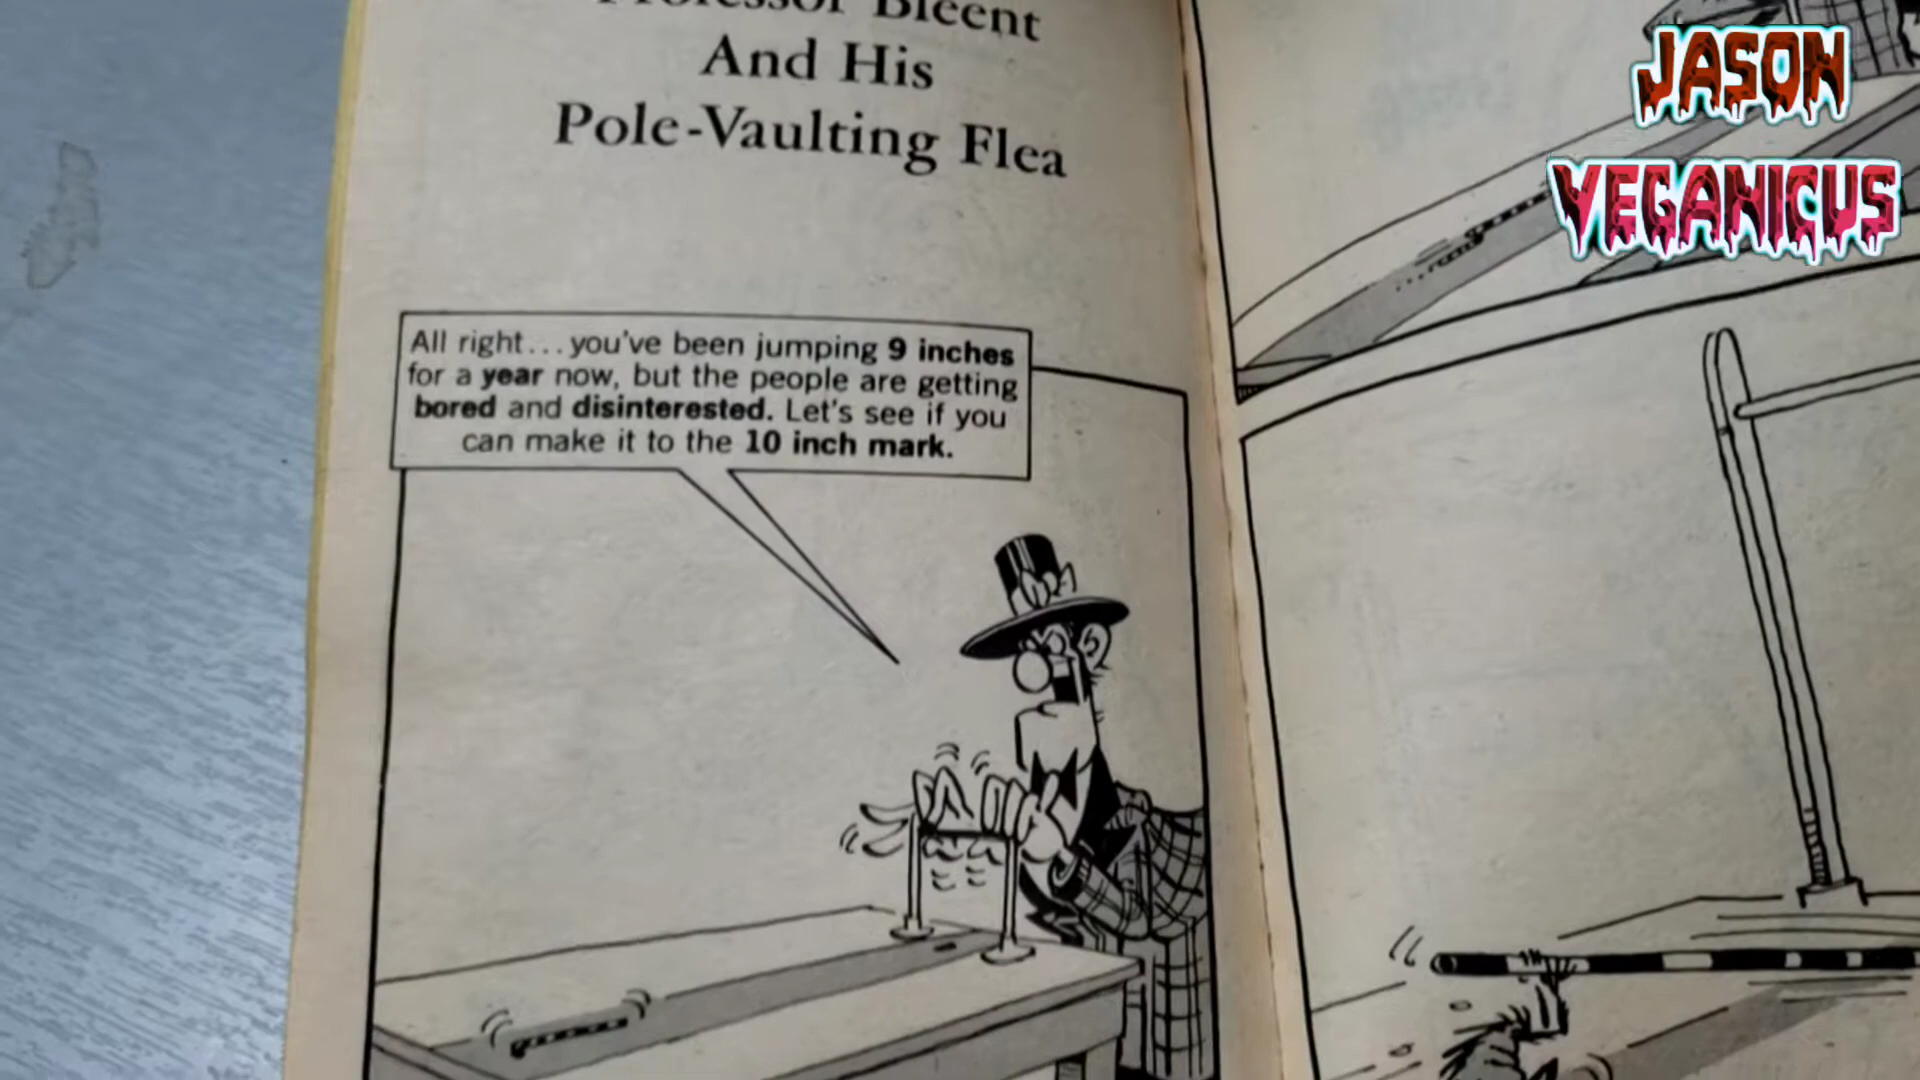 Professor Bleent
And His
Pole-Vaulting Flea
All right...you've been jumping 9 inches
for a year now, but the people are getting
bored and disinterested. Let's see if you
can make it to the 10 inch mark.
JASON
VEGANICUS